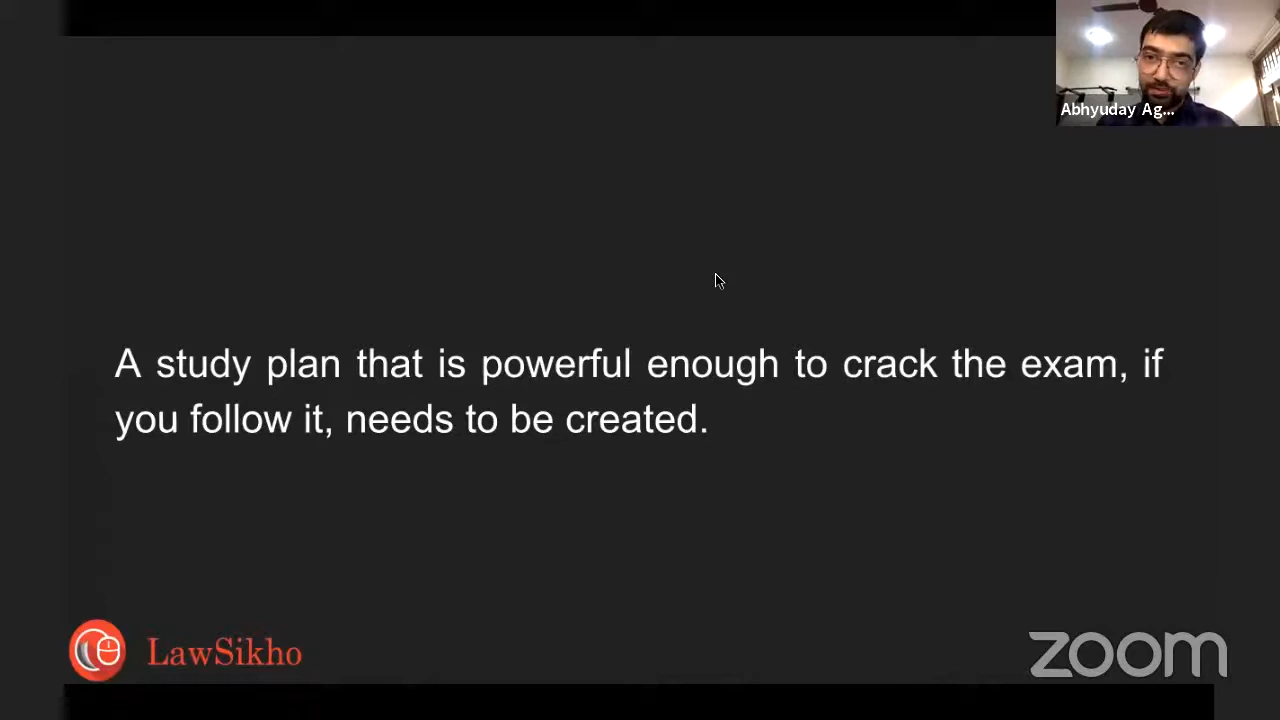 Abhyuday Ag...
A study plan that is powerful enough to crack the exam, if
you follow it, needs to be created.
LawSikho
zoom